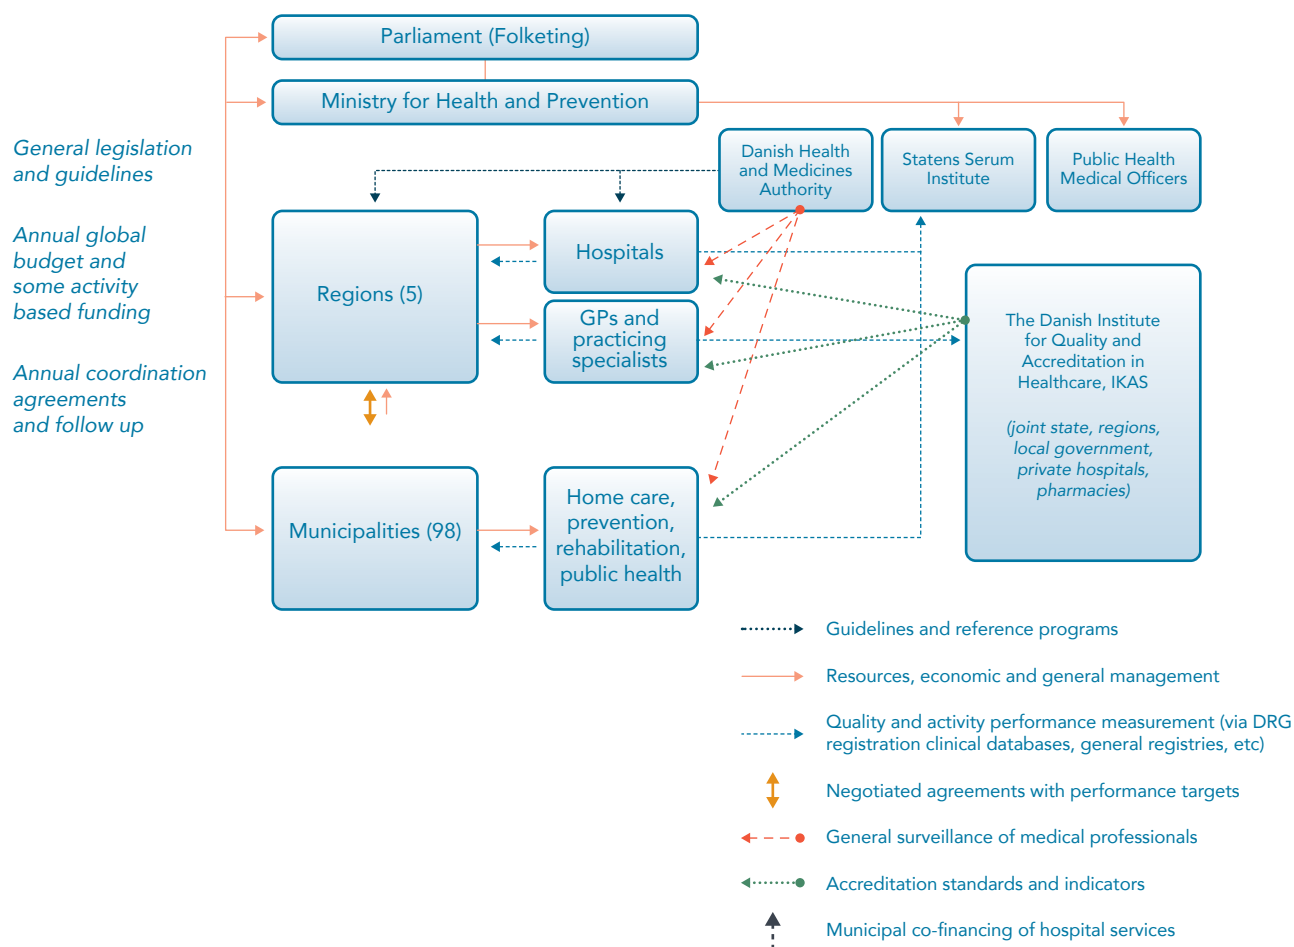 Parliament (Folketing)
Ministry for Health and Prevention
General legislation
and guidelines
Annual global
budget and
some activity
based funding
Annual coordination
agreements
and follow up
Danish Health
and Medicines
Authority
Statens Serum
Institute
Public Health
Medical Officers
Regions (5)
Hospitals
GPs and
practicing
specialists
The Danish Institute
for Quality and
Accreditation in
Healthcare, IKAS
(joint state, regions,
local government,
private hospitals,
pharmacies)
Municipalities (98)
Home care,
prevention,
rehabilitation,
public health
Guidelines and reference programs
Resources, economic and general management
Quality and activity performance measurement (via DRG
registration clinical databases, general registries, etc)
Negotiated agreements with performance targets
General surveillance of medical professionals
Accreditation standards and indicators
Municipal co-financing of hospital services